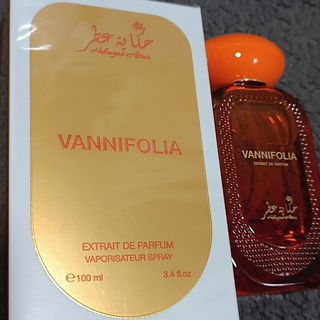 حكاية عطر
VANNIFOLIA
EXTRAIT DE PARFUM
VAPORISATEUR SPRAY
℮100 ml
3.4 fl.oz
VANNIFOLIA
EXTRAIT DE PARFUM
حكاية عطر